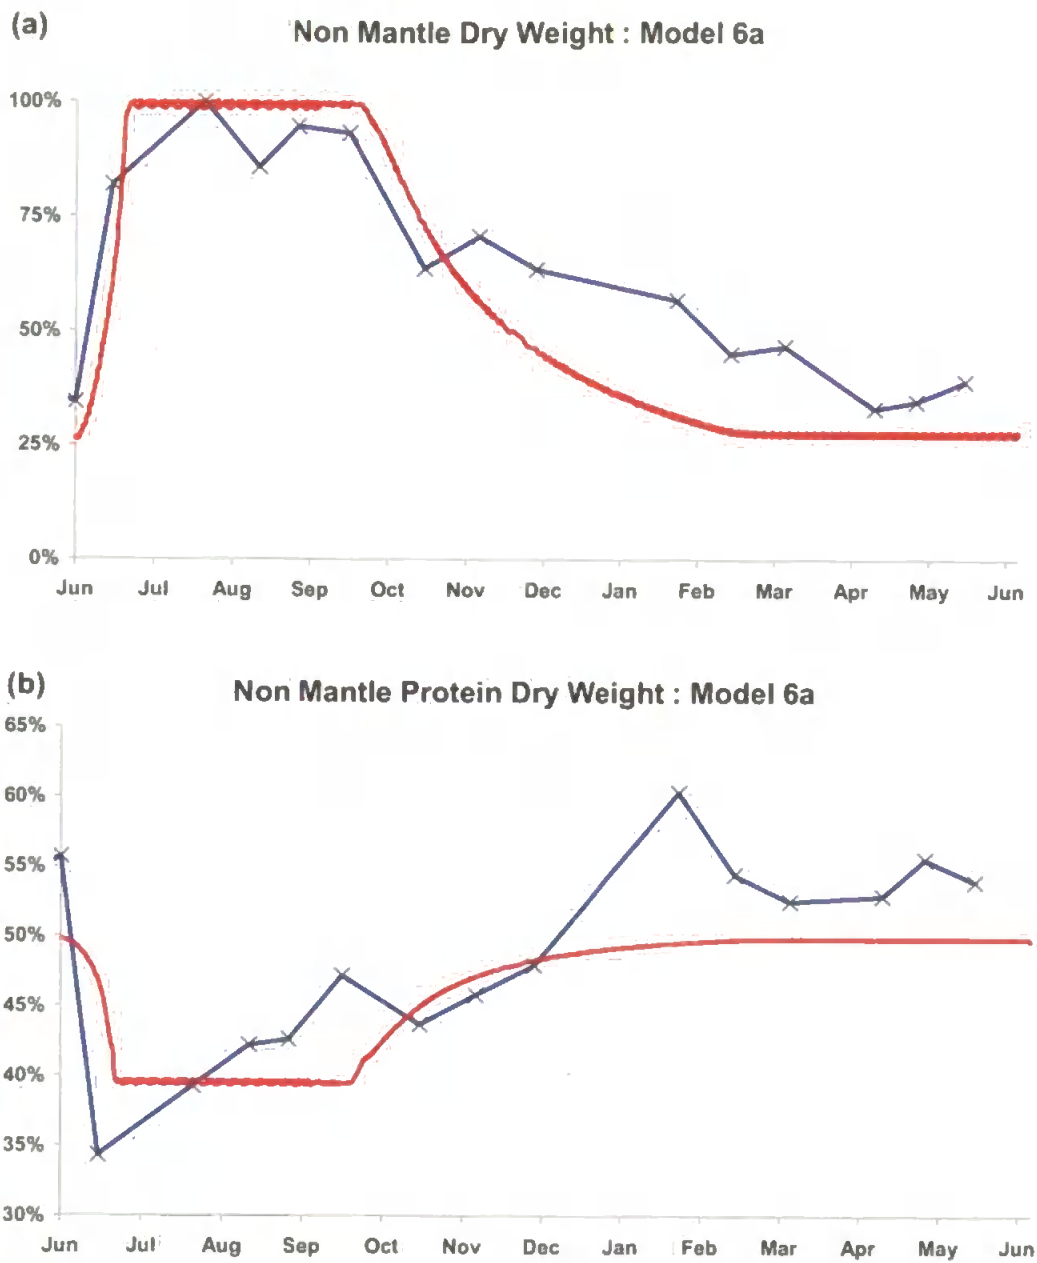 (a)
Non Mantle Dry Weight : Model 6a
100%
75%
50%
25%
0%
Jun Jul Aug Sep Oct Nov Dec Jan Feb Mar Apr May Jun
(b)
Non Mantle Protein Dry Weight : Model 6a
65%
60%
55%
50%
45%
40%
35%
30%
Jun Jul Aug Sep Oct Nov Dec Jan Feb Mar Apr May Jun